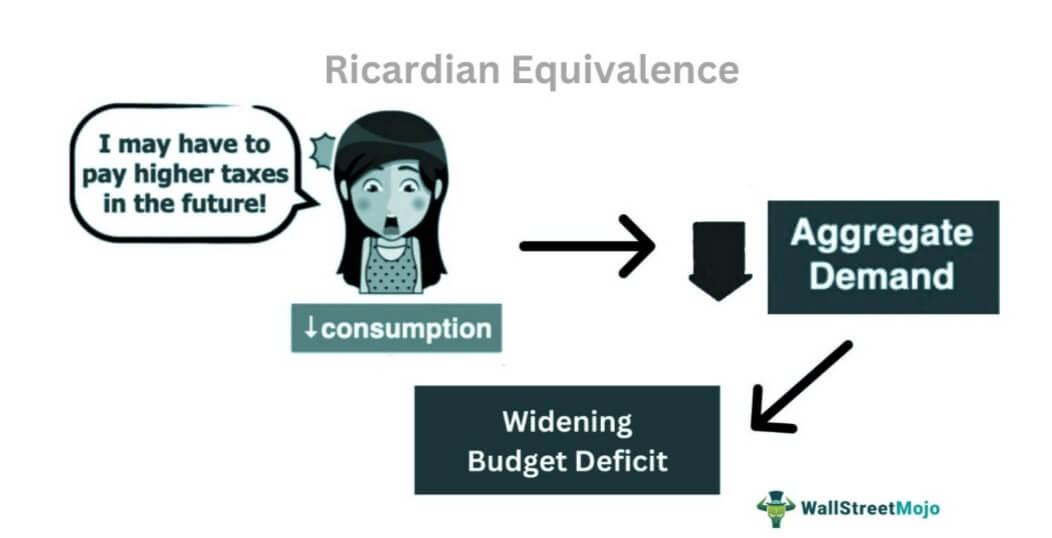 Ricardian Equivalence
I may have to
pay higher taxes
in the future!
↓consumption
Aggregate
Demand
Widening
Budget Deficit
WallStreetMojo